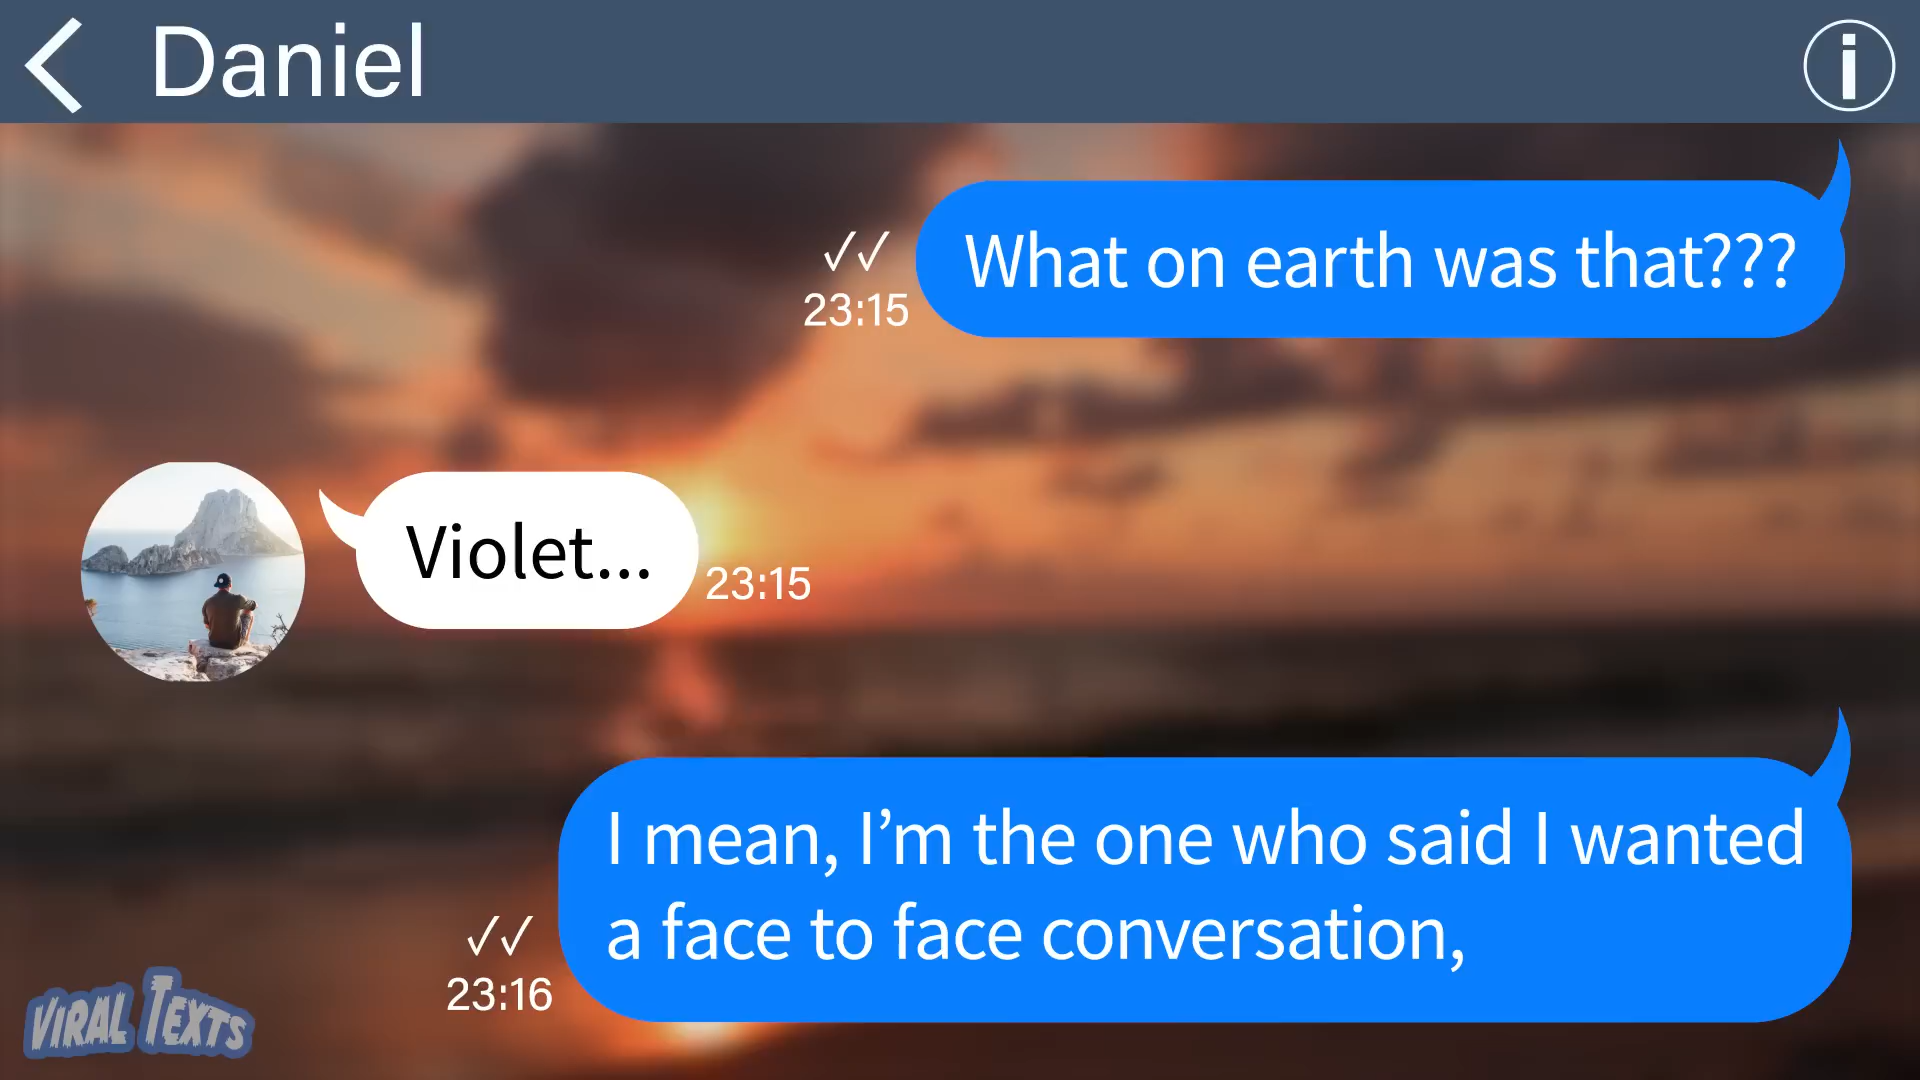 Daniel
What on earth was that???
✓✓
23:15
Violet...
23:15
I mean, I’m the one who said I wanted
a face to face conversation,
✓✓
23:16
VIRAL TEXTS